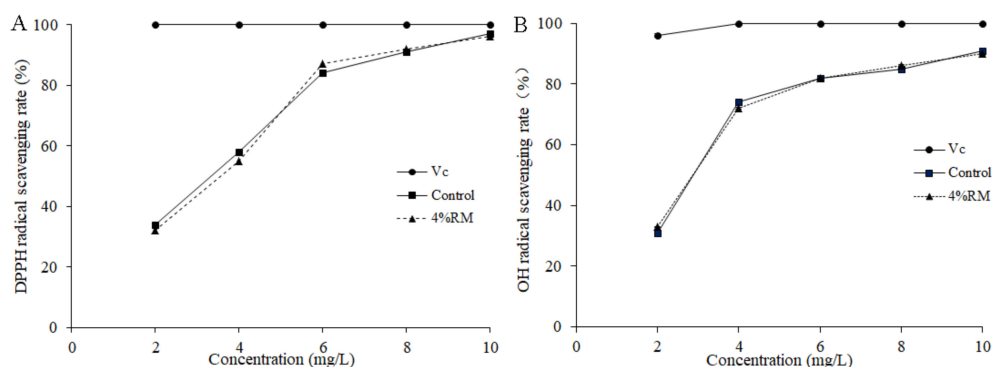 A
DPPH radical scavenging rate (%)
100
80
60
40
20
0
0 2 4 6 8 10
Concentration (mg/L)
Vc
Control
4%RM
B
OH radical scavenging rate (%)
100
80
60
40
20
0
0 2 4 6 8 10
Concentration (mg/L)
Vc
Control
4%RM